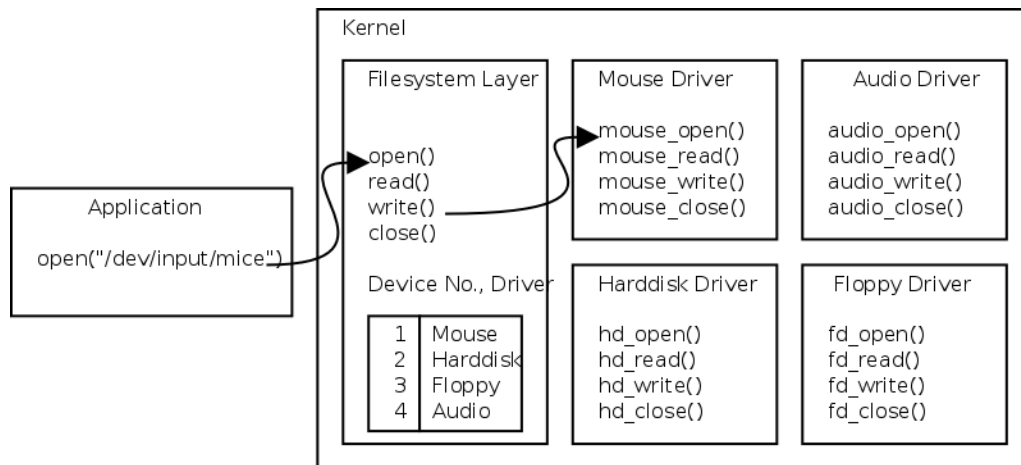 Kernel
Filesystem Layer
open()
read()
write()
close()
Device No., Driver
1 Mouse
2 Harddisk
3 Floppy
4 Audio
Mouse Driver
mouse_open()
mouse_read()
mouse_write()
mouse_close()
Audio Driver
audio_open()
audio_read()
audio_write()
audio_close()
Application
open("/dev/input/mice")
Harddisk Driver
hd_open()
hd_read()
hd_write()
hd_close()
Floppy Driver
fd_open()
fd_read()
fd_write()
fd_close()